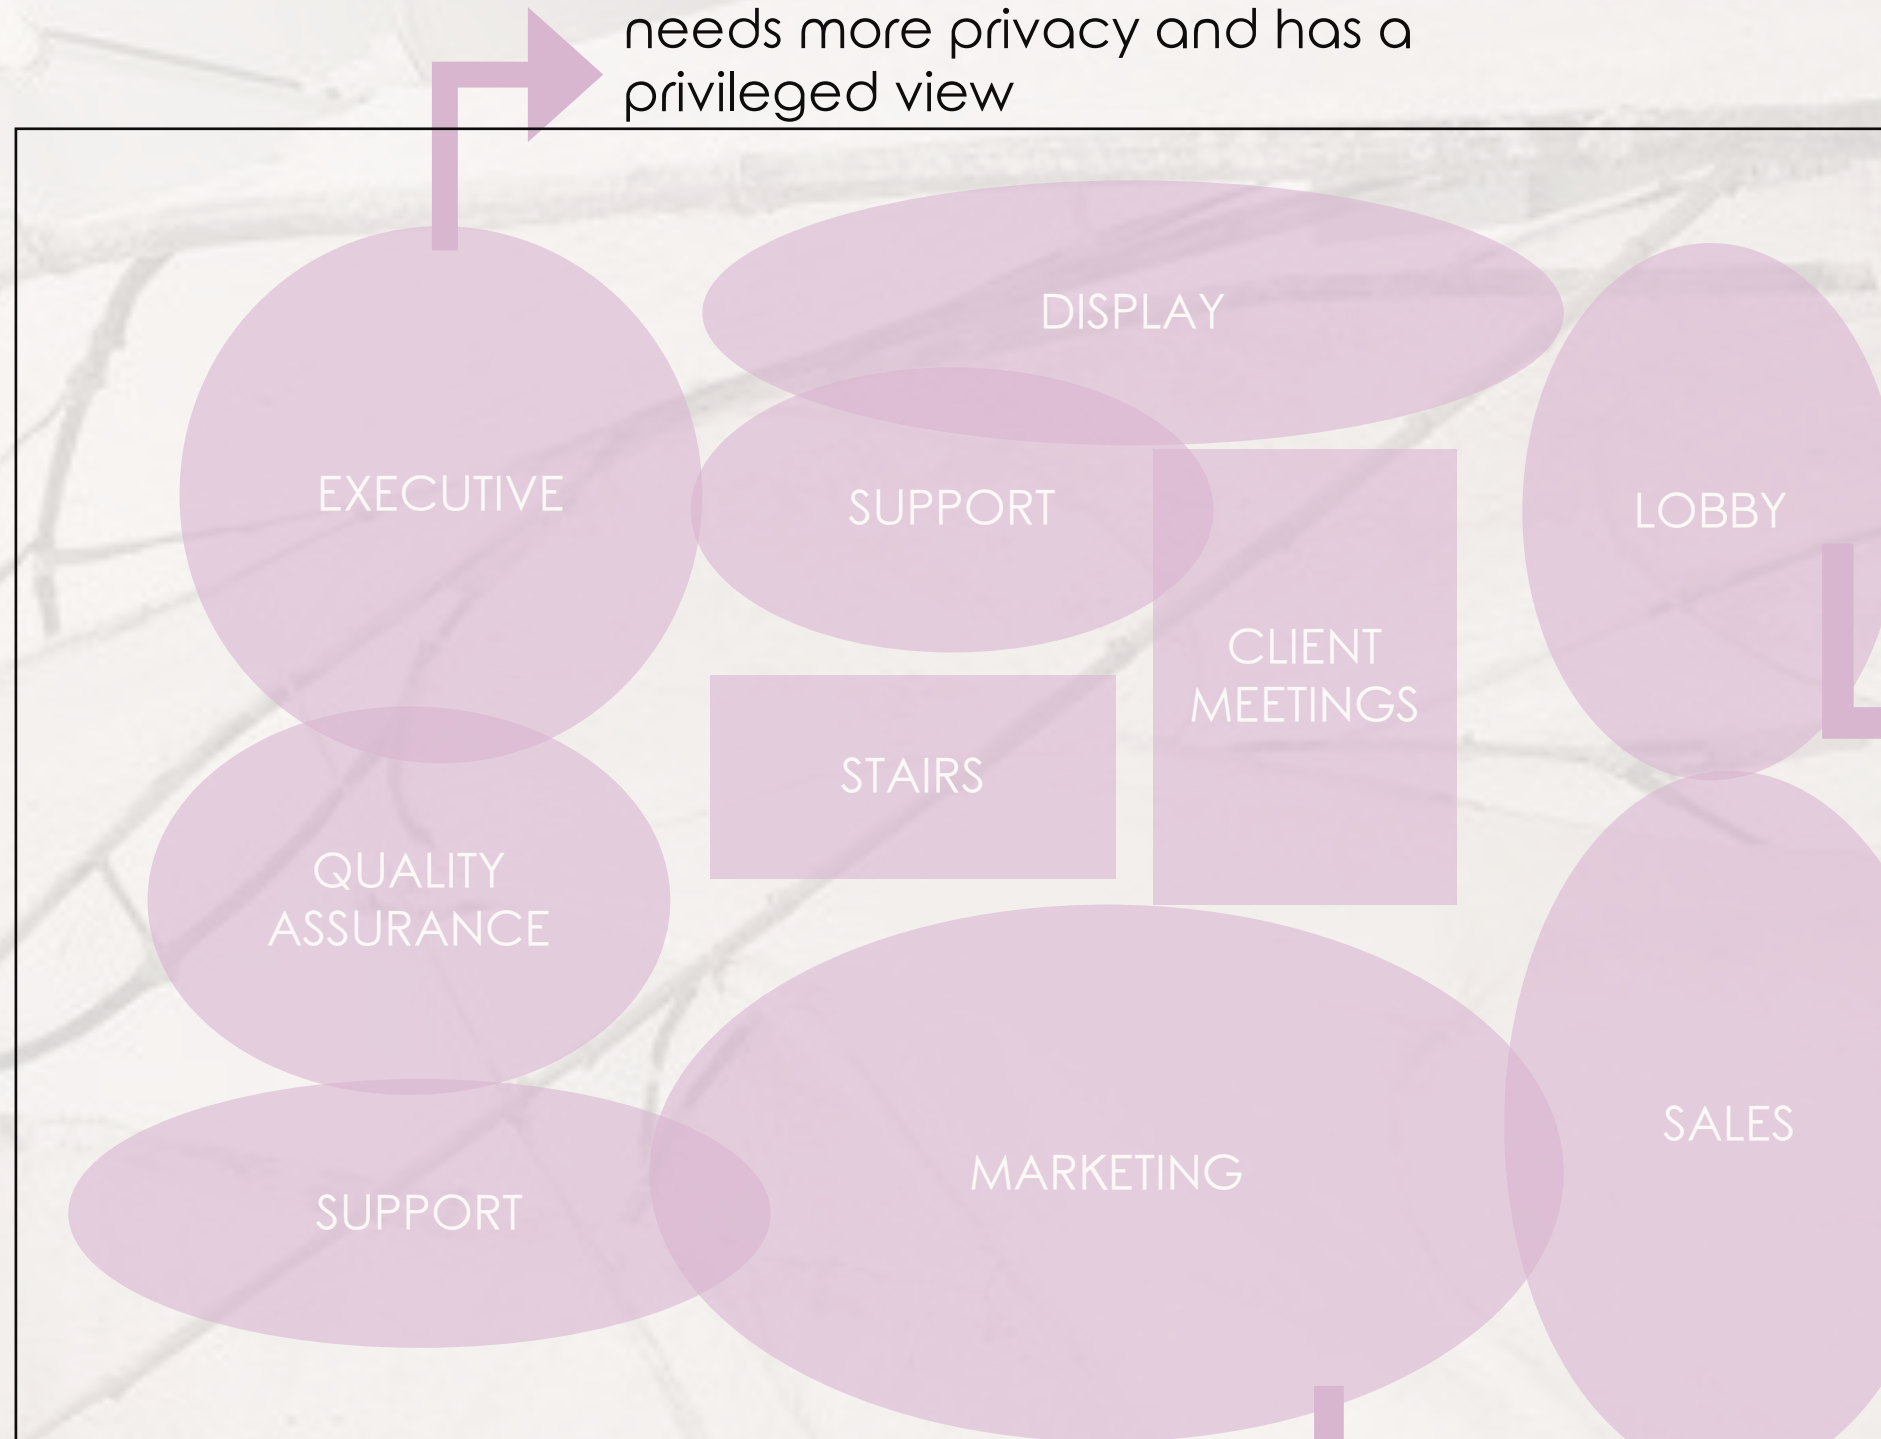 needs more privacy and has a
privileged view
DISPLAY
EXECUTIVE
SUPPORT
LOBBY
CLIENT
MEETINGS
STAIRS
QUALITY
ASSURANCE
SALES
MARKETING
SUPPORT